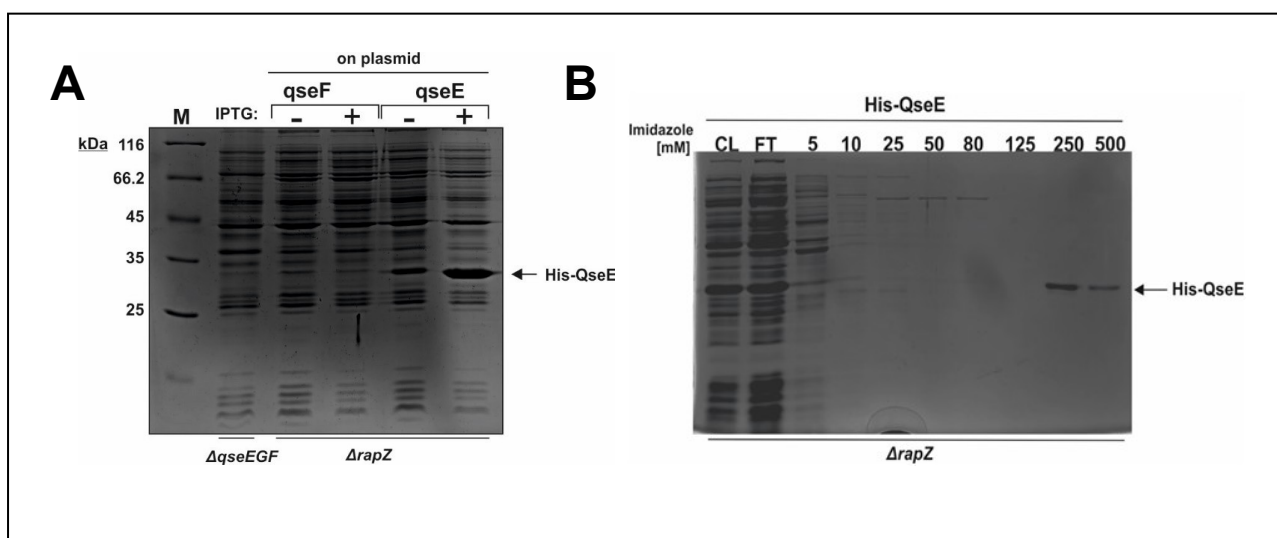 A
on plasmid
qseF qseE
M IPTG: - + - +
kDa
116
66.2
45
35
25
His-QseE
ΔqseEGF ΔrapZ
B
His-QseE
Imidazole
[mM]
CL FT 5 10 25 50 80 125 250 500
His-QseE
ΔrapZ